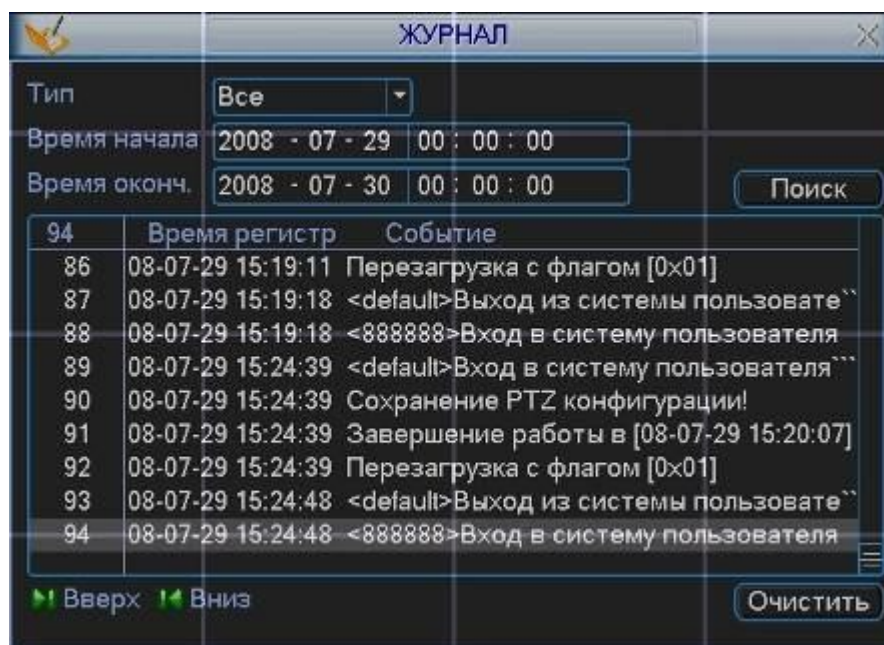 ЖУРНАЛ
Тип Все
Время начала 2008 - 07 - 29 00 : 00 : 00
Время оконч. 2008 - 07 - 30 00 : 00 : 00
Поиск
94 Время регистр Событие
86 08-07-29 15:19:11 Перезагрузка с флагом [0x01]
87 08-07-29 15:19:18 <default>Выход из системы пользовате``
88 08-07-29 15:19:18 <888888>Вход в систему пользователя
89 08-07-29 15:24:39 <default>Вход в систему пользователя```
90 08-07-29 15:24:39 Сохранение PTZ конфигурации!
91 08-07-29 15:24:39 Завершение работы в [08-07-29 15:20:07]
92 08-07-29 15:24:39 Перезагрузка с флагом [0x01]
93 08-07-29 15:24:48 <default>Выход из системы пользовате``
94 08-07-29 15:24:48 <888888>Вход в систему пользователя
Вверх Вниз
Очистить